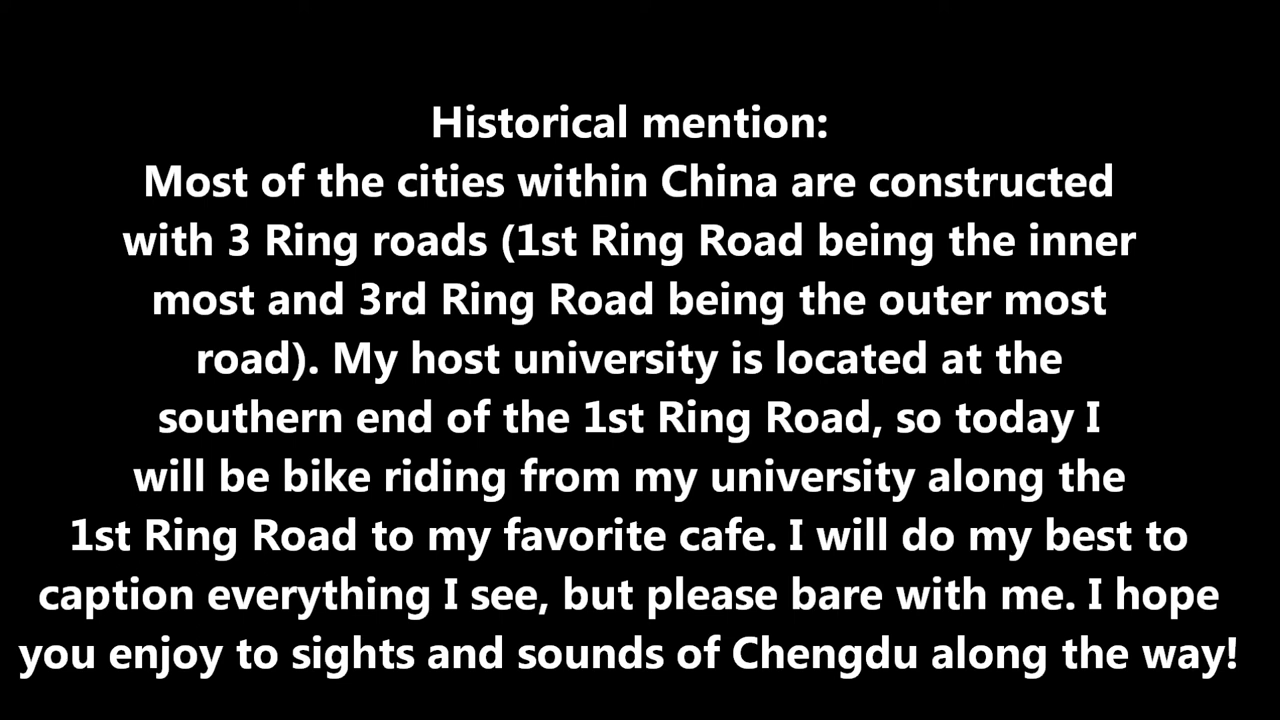 Historical mention:
Most of the cities within China are constructed
with 3 Ring roads (1st Ring Road being the inner
most and 3rd Ring Road being the outer most
road). My host university is located at the
southern end of the 1st Ring Road, so today I
will be bike riding from my university along the
1st Ring Road to my favorite cafe. I will do my best to
caption everything I see, but please bare with me. I hope
you enjoy to sights and sounds of Chengdu along the way!